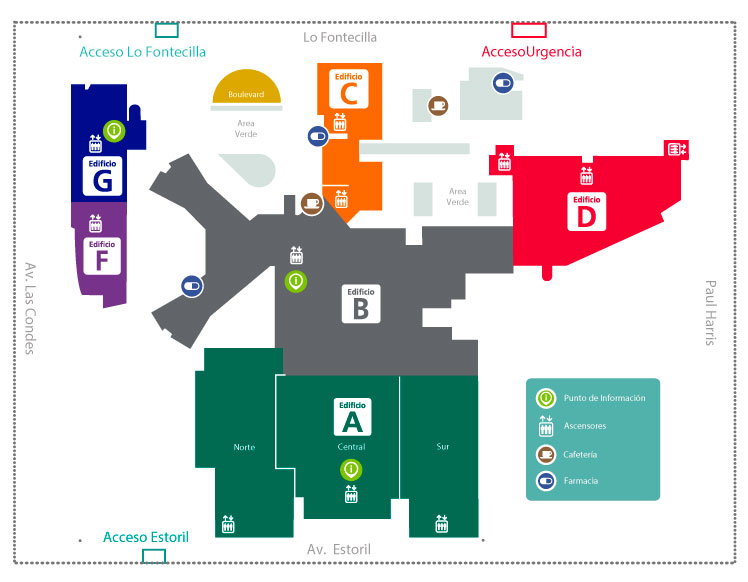 Lo Fontecilla
Acceso Lo Fontecilla
AccesoUrgencia
Edificio
C
Boulevard
Area
Verde
Edificio
G
Area
Verde
Edificio
D
Edificio
F
Av. Las Condes
Edificio
B
Paul Harris
Edificio
A
Norte
Central
Sur
Punto de Información
Ascensores
Cafetería
Farmacia
Acceso Estoril
Av. Estoril